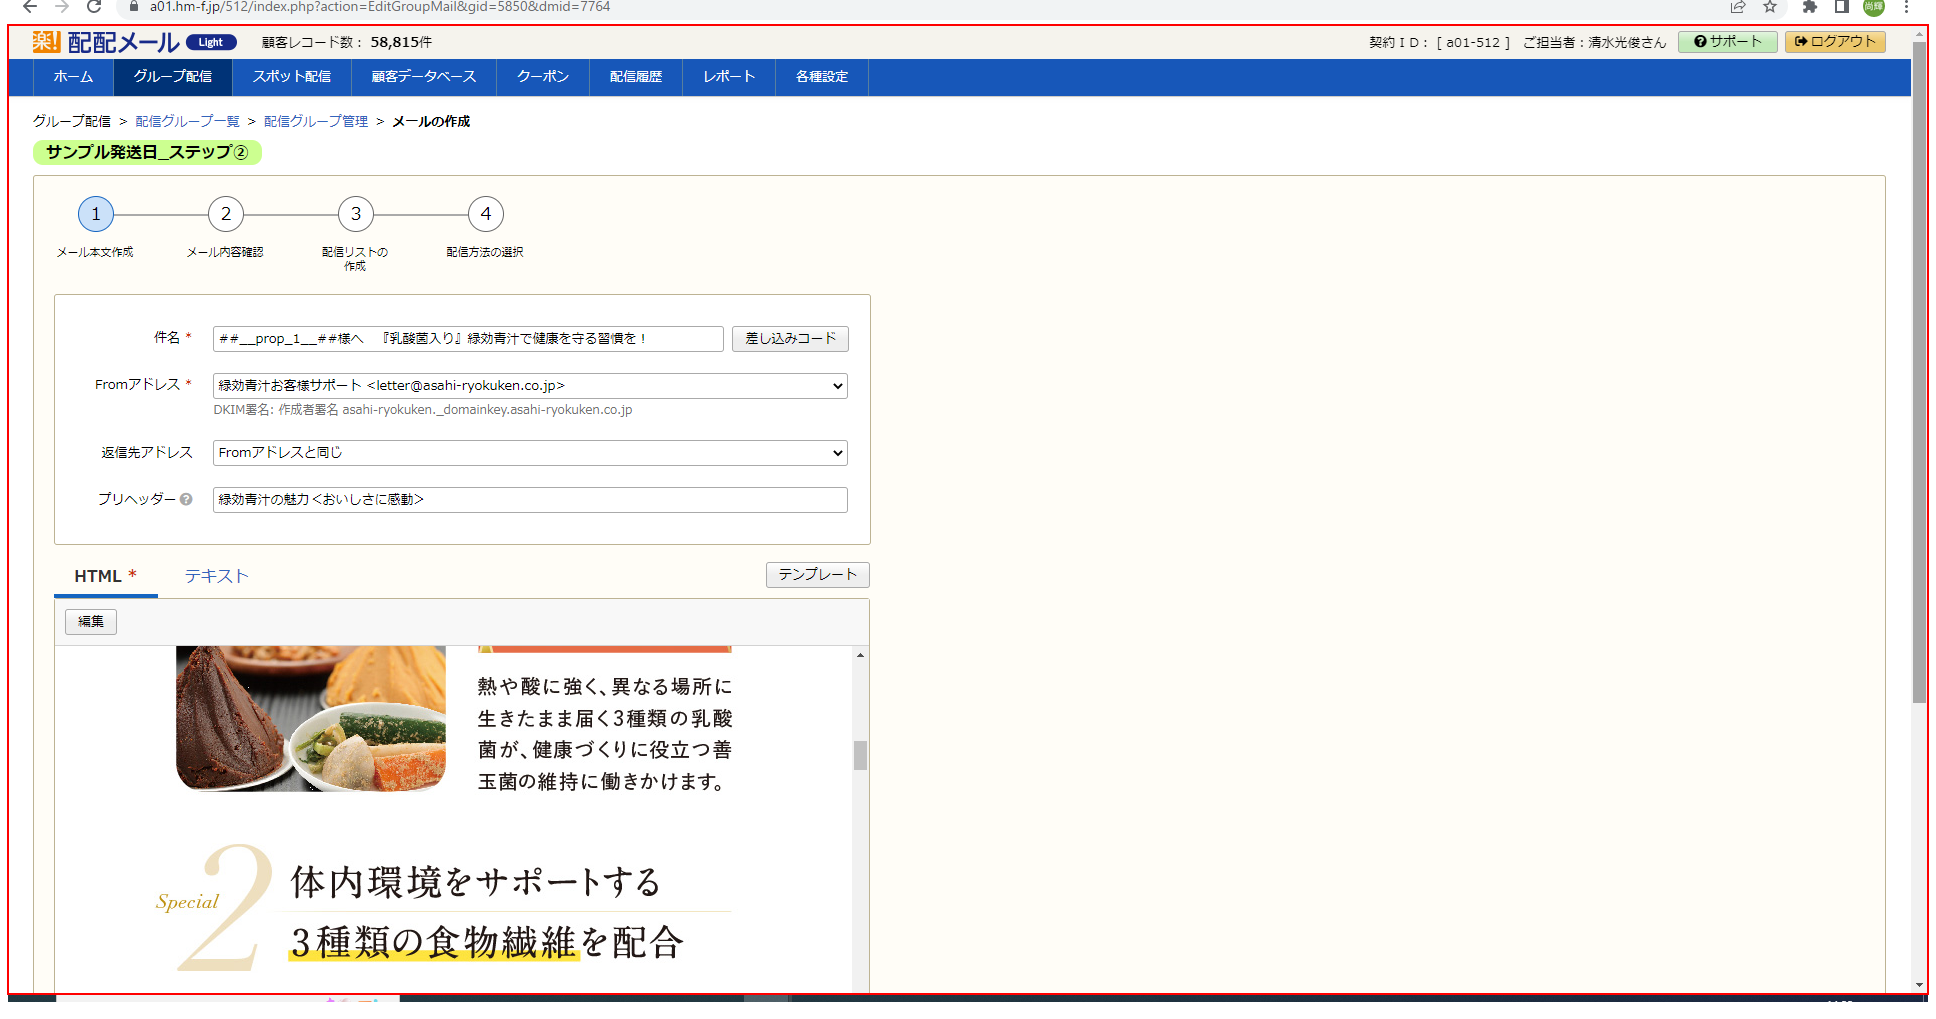 a01.hm-f.jp/512/index.php?action=EditGroupMail&gid=5850&dmid=7764
尚輝
楽! 配配メール Light 顧客レコード数： 58,815件
契約ＩＤ：[ a01-512 ] ご担当者：清水光俊さん サポート ログアウト
ホーム グループ配信 スポット配信 顧客データベース クーポン 配信履歴 レポート 各種設定
グループ配信 > 配信グループ一覧 > 配信グループ管理 > メールの作成
サンプル発送日_ステップ②
1 2 3 4
メール本文作成 メール内容確認 配信リストの 配信方法の選択
作成
件名 * ##__prop_1__##様へ　『乳酸菌入り』緑効青汁で健康を守る習慣を！ 差し込みコード
Fromアドレス * 緑効青汁お客様サポート <letter@asahi-ryokuken.co.jp>
DKIM署名: 作成者署名 asahi-ryokuken._domainkey.asahi-ryokuken.co.jp
返信先アドレス Fromアドレスと同じ
プリヘッダー 緑効青汁の魅力<おいしさに感動>
HTML * テキスト テンプレート
編集
熱や酸に強く、異なる場所に
生きたまま届く3種類の乳酸
菌が、健康づくりに役立つ善
玉菌の維持に働きかけます。
Special 2 体内環境をサポートする
3種類の食物繊維を配合